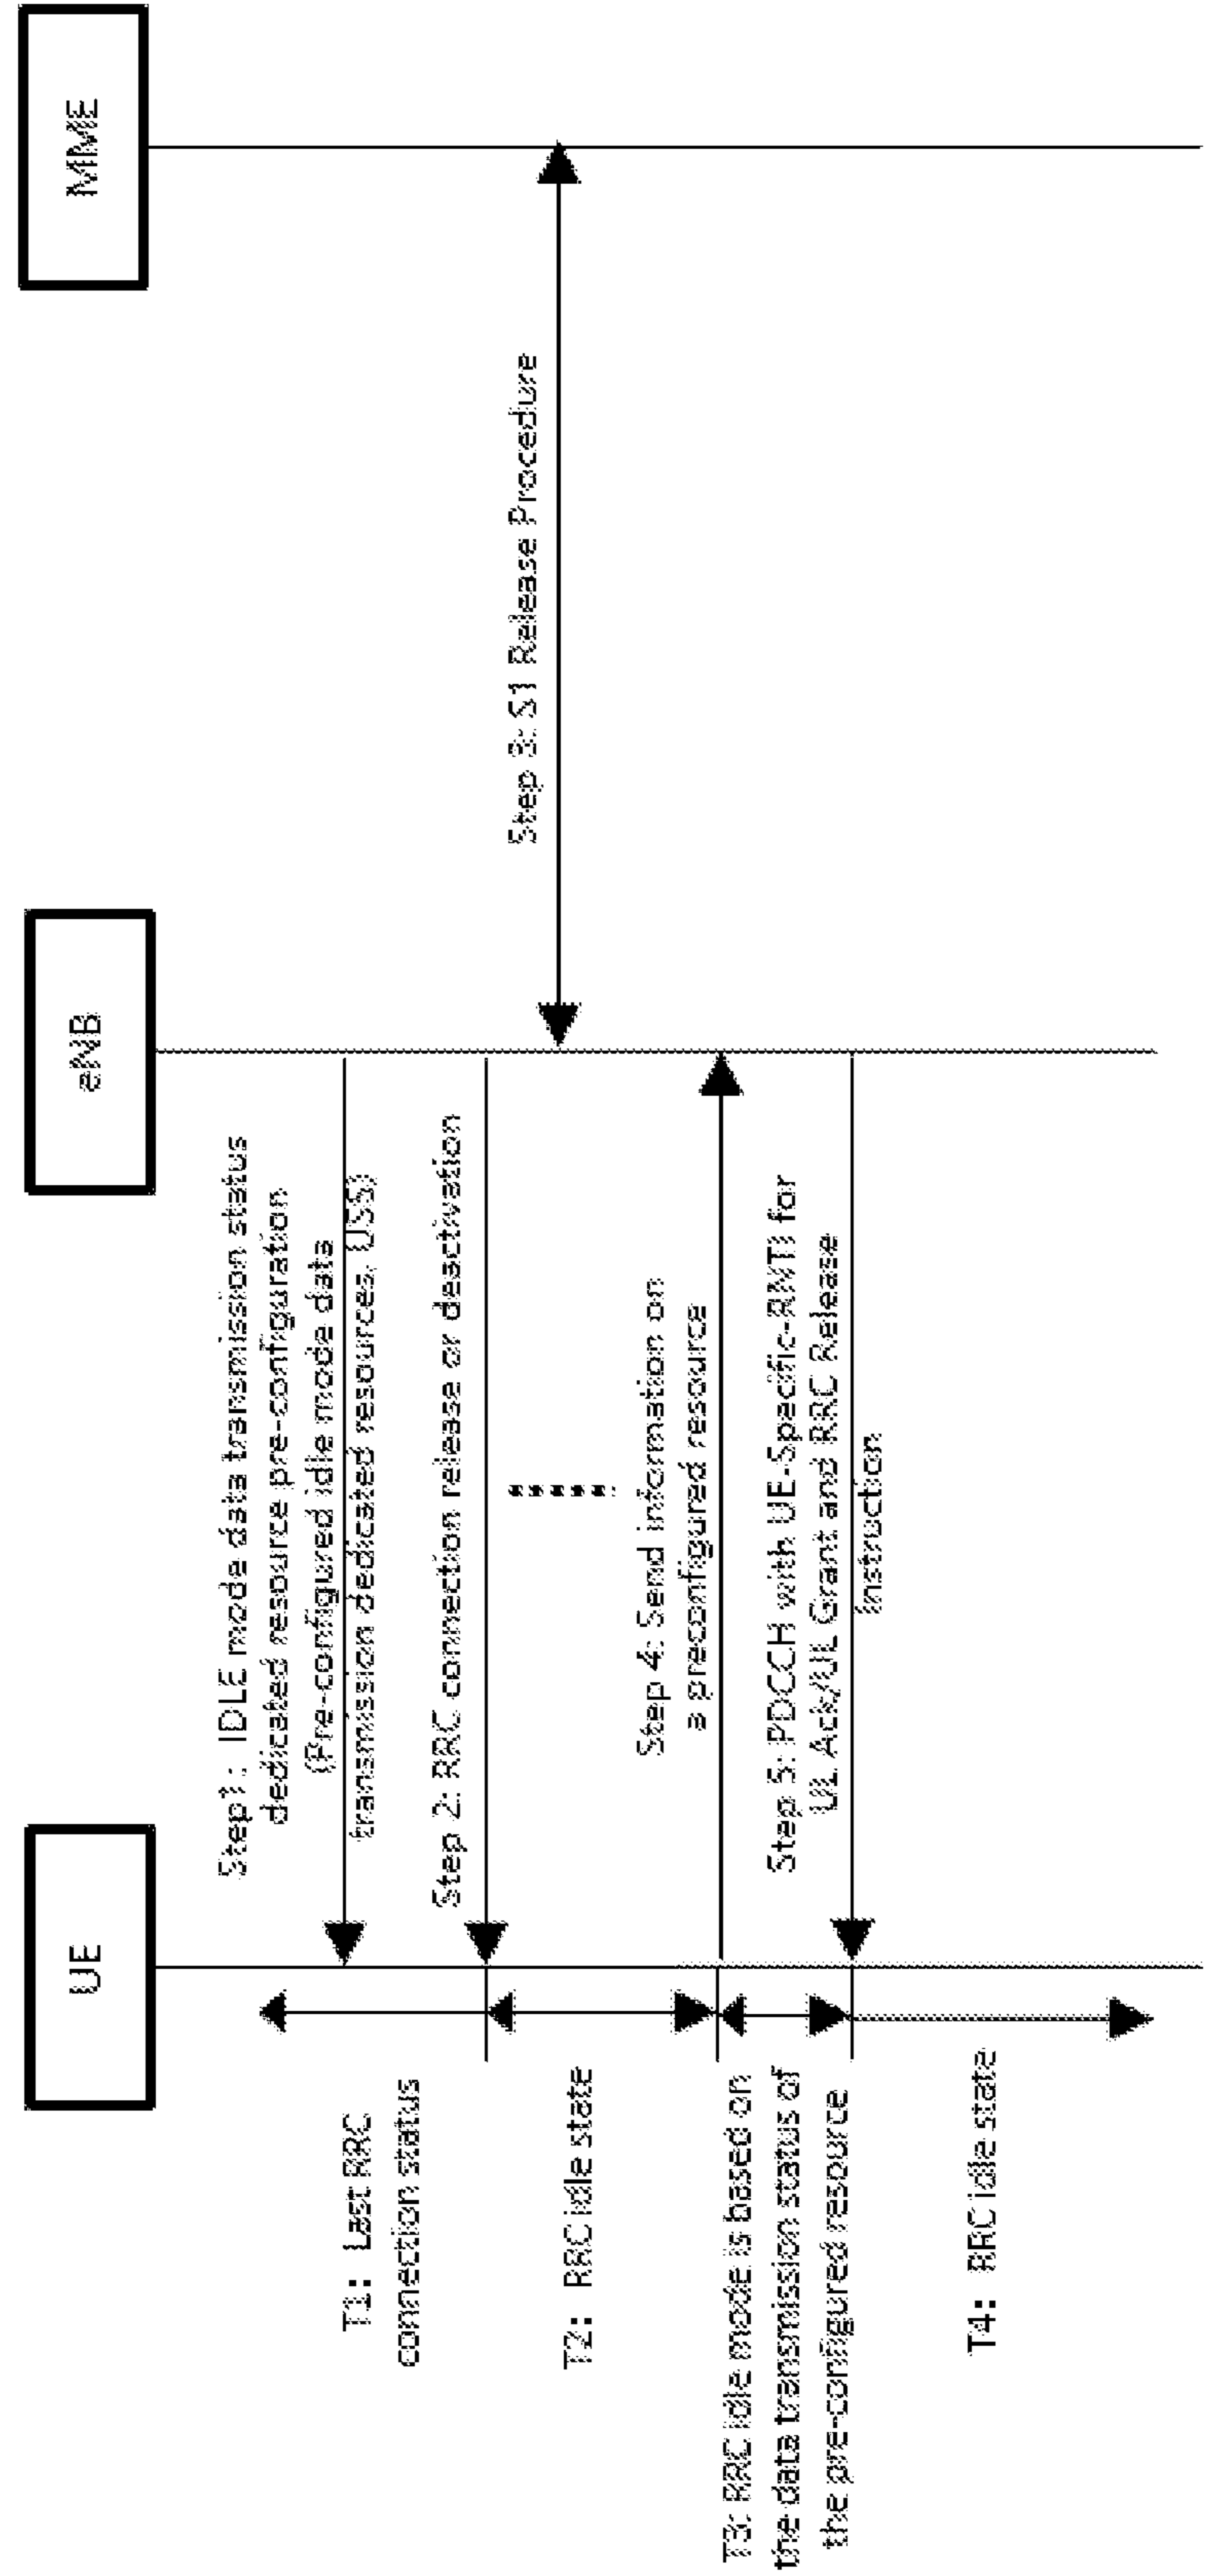 UE
eNB
MME
Step1: IDLE mode data transmission status
dedicated resource pre-configuration
(Pre-configured idle mode data
transmission dedicated resources, USS)
T1: Last RRC
connection status
Step 2: RRC connection release or deactivation
Step 3: S1 Release Procedure
T2: RRC idle state
Step 4: Send information on
a preconfigured resource
T3: RRC idle mode is based on
the data transmission status of
the pre-configured resource
Step 5: PDCCH with UE-Specific-RNTI for
UL Ack/UL Grant and RRC Release
Instruction
T4: RRC idle state